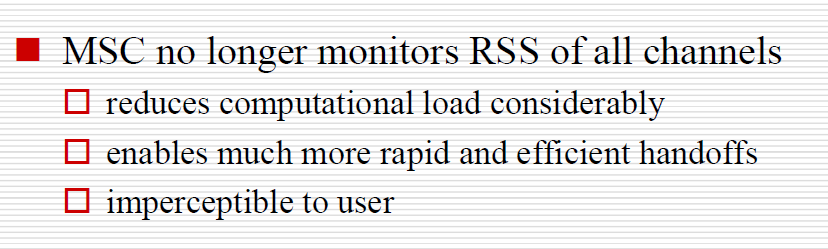 MSC no longer monitors RSS of all channels
reduces computational load considerably
enables much more rapid and efficient handoffs
imperceptible to user